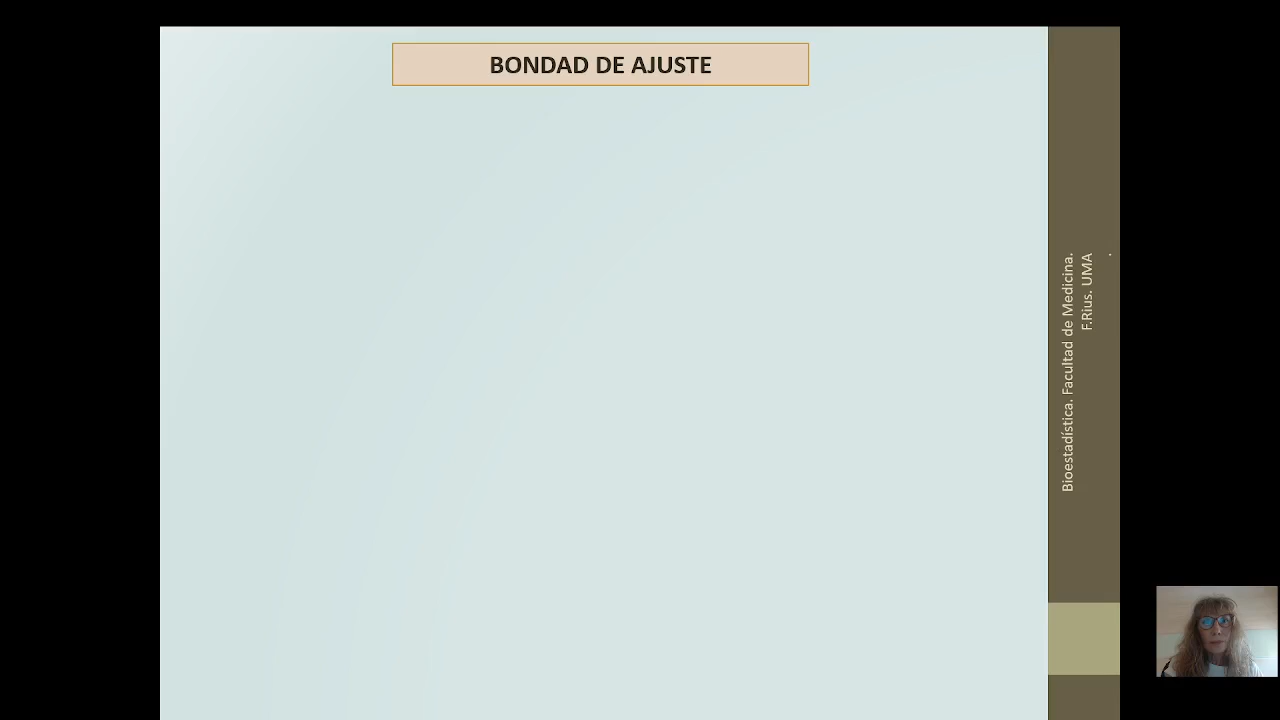 BONDAD DE AJUSTE
Bioestadística. Facultad de Medicina.
F.Rius. UMA
.